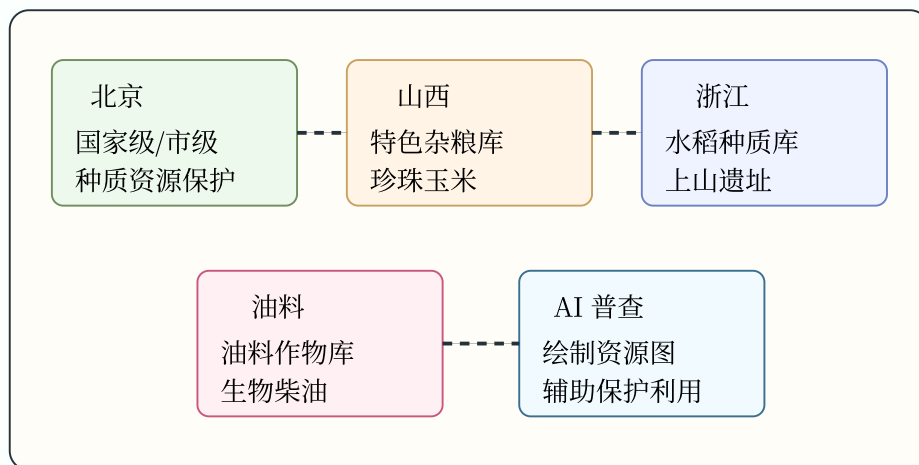 北京
国家级/市级
种质资源保护
山西
特色杂粮库
珍珠玉米
浙江
水稻种质库
上山遗址
油料
油料作物库
生物柴油
AI 普查
绘制资源图
辅助保护利用